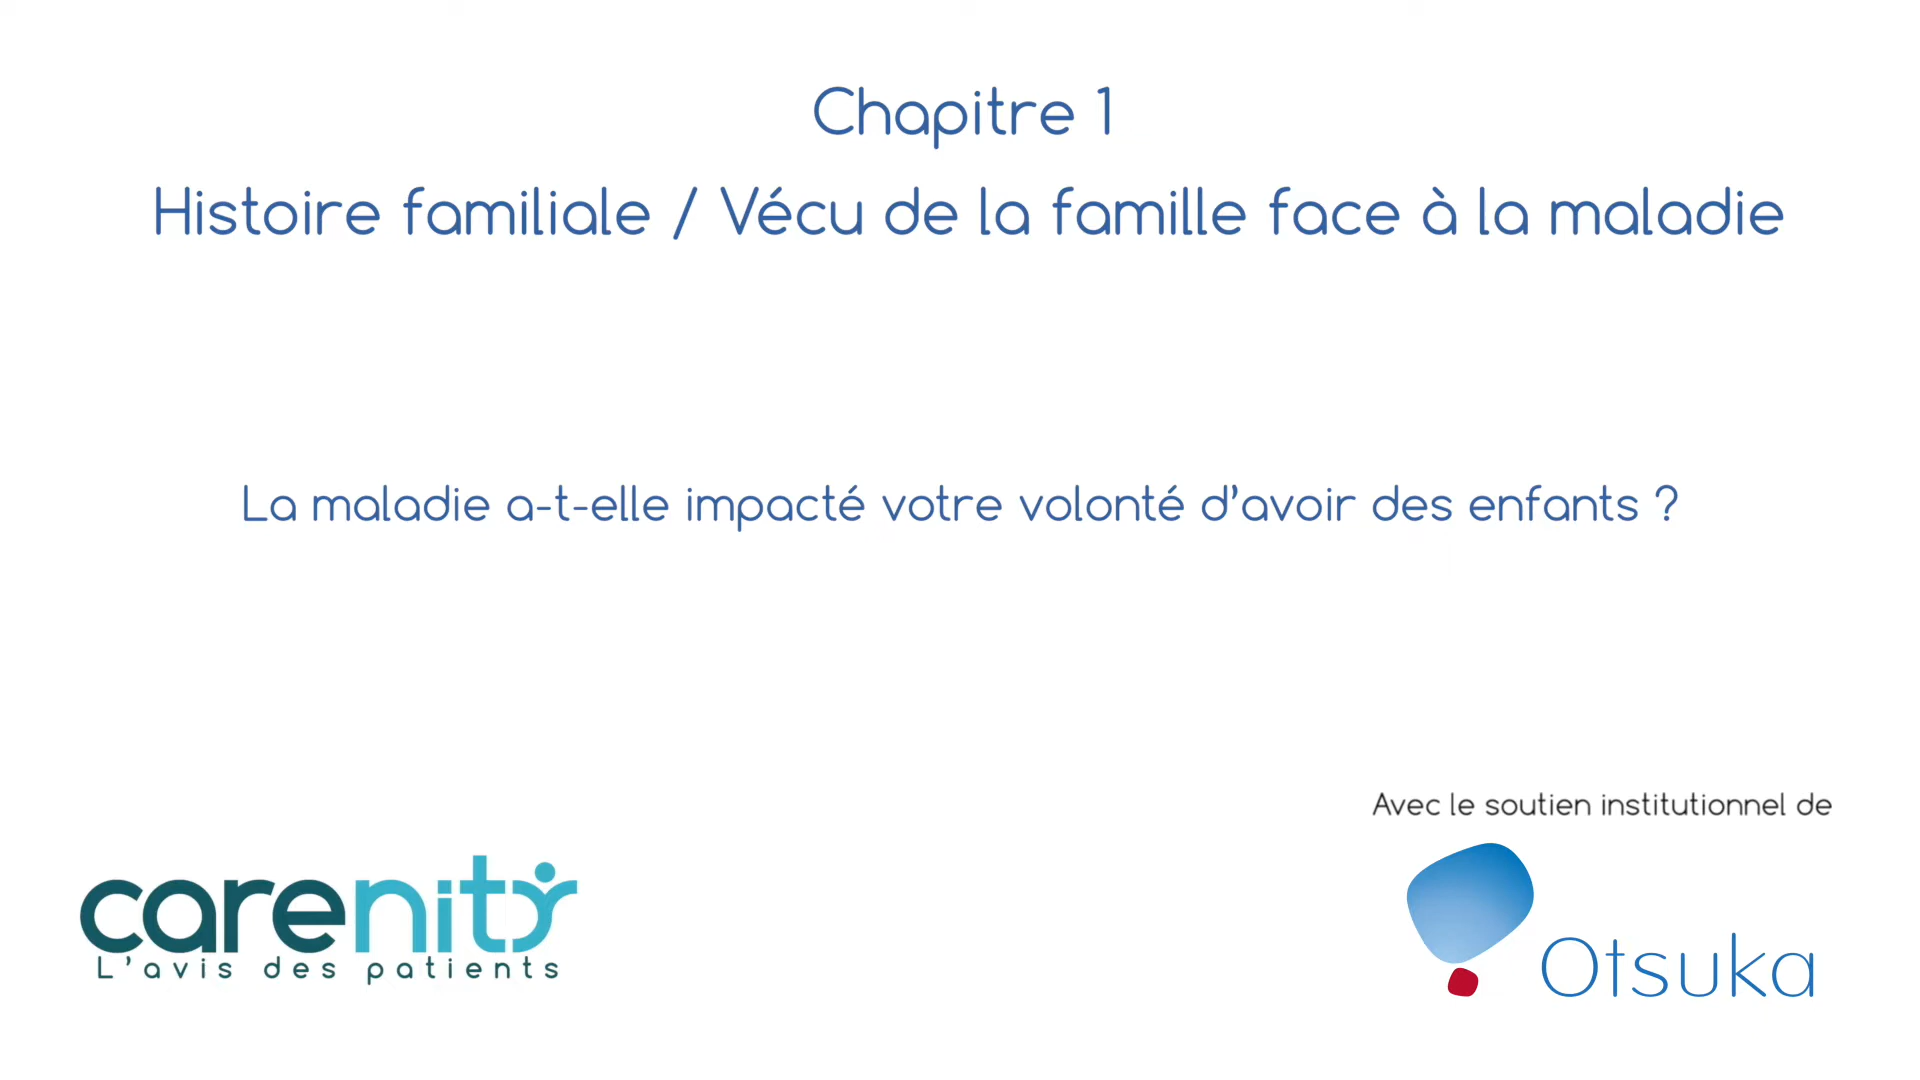 Chapitre 1
Histoire familiale / Vécu de la famille face à la maladie
La maladie a-t-elle impacté votre volonté d’avoir des enfants ?
Avec le soutien institutionnel de
carenity
L’avis des patients
Otsuka